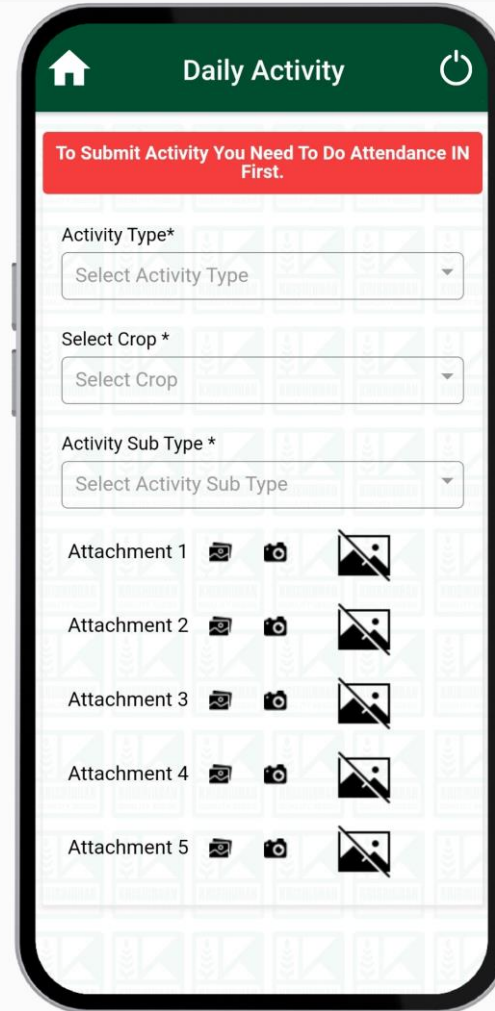 Daily Activity
To Submit Activity You Need To Do Attendance IN
First.
Activity Type*
Select Activity Type
Select Crop *
Select Crop
Activity Sub Type *
Select Activity Sub Type
Attachment 1
Attachment 2
Attachment 3
Attachment 4
Attachment 5